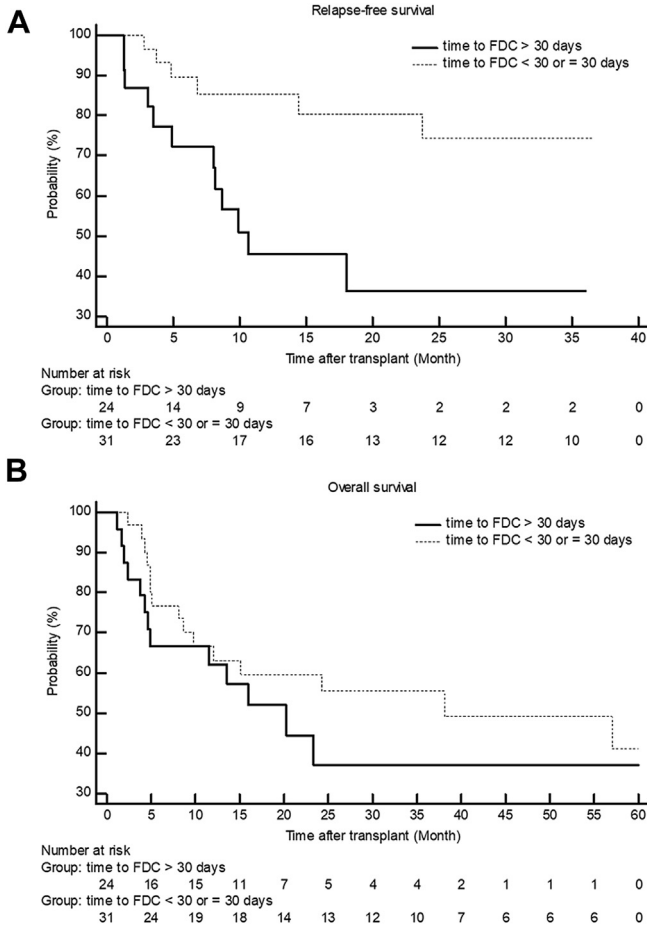 A
Relapse-free survival
time to FDC > 30 days
time to FDC < 30 or = 30 days
100
90
80
70
60
50
40
30
Probability (%)
0 5 10 15 20 25 30 35 40
Time after transplant (Month)
Number at risk
Group: time to FDC > 30 days
24 14 9 7 3 2 2 2 0
Group: time to FDC < 30 or = 30 days
31 23 17 16 13 12 12 10 0
B
Overall survival
time to FDC > 30 days
time to FDC < 30 or = 30 days
100
90
80
70
60
50
40
30
Probability (%)
0 5 10 15 20 25 30 35 40 45 50 55 60
Time after transplant (Month)
Number at risk
Group: time to FDC > 30 days
24 16 15 11 7 5 4 4 2 1 1 1 0
Group: time to FDC < 30 or = 30 days
31 24 19 18 14 13 12 10 7 6 6 6 0